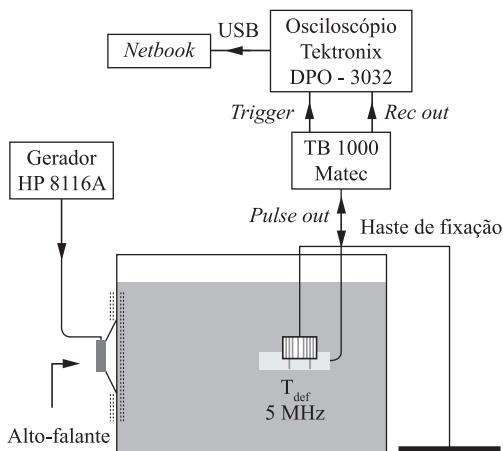 Osciloscópio
Tektronix
DPO - 3032
USB
Netbook
Trigger
Rec out
TB 1000
Matec
Gerador
HP 8116A
Pulse out
Haste de fixação
T_def
5 MHz
Alto-falante